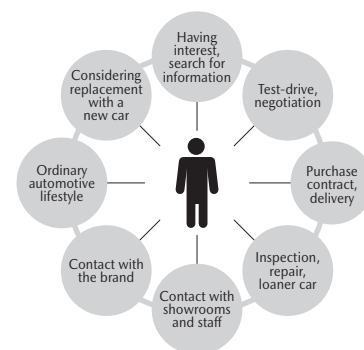 Having
interest,
search for
information
Test-drive,
negotiation
Purchase
contract,
delivery
Inspection,
repair,
loaner car
Contact with
showrooms
and staff
Contact with
the brand
Ordinary
automotive
lifestyle
Considering
replacement
with a
new car